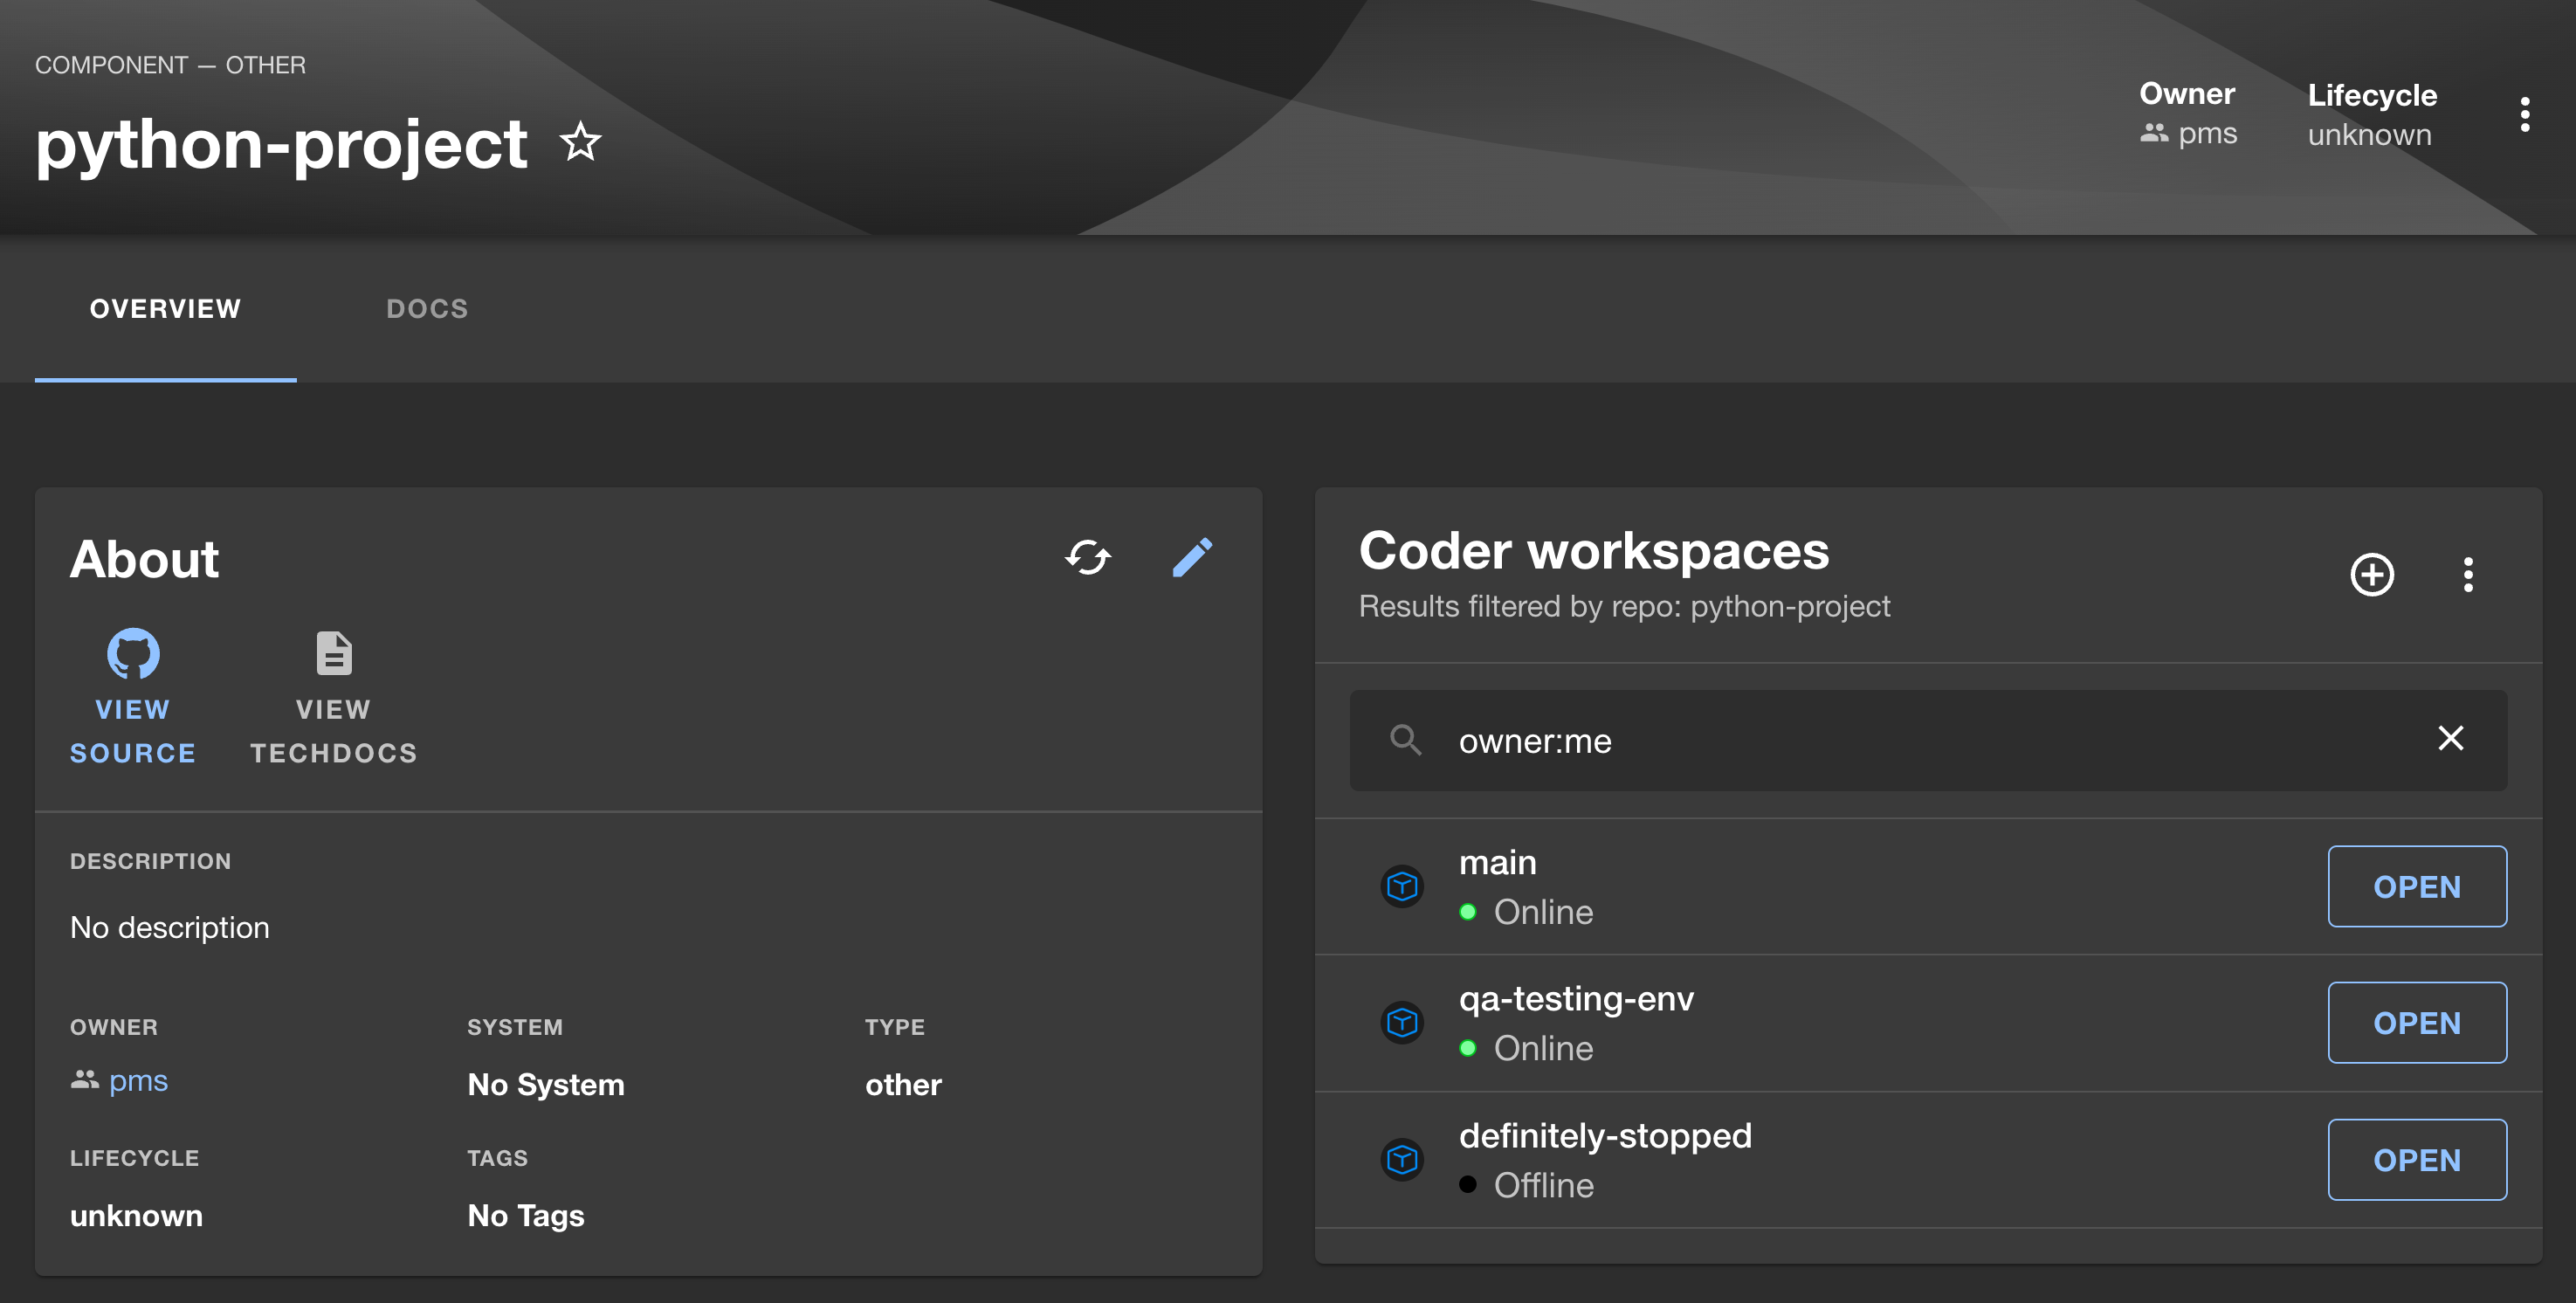 COMPONENT — OTHER
python-project
Owner
pms
Lifecycle
unknown
OVERVIEW
DOCS
About
VIEW
SOURCE
VIEW
TECHDOCS
DESCRIPTION
No description
OWNER
pms
SYSTEM
No System
TYPE
other
LIFECYCLE
unknown
TAGS
No Tags
Coder workspaces
Results filtered by repo: python-project
owner:me
main
Online
OPEN
qa-testing-env
Online
OPEN
definitely-stopped
Offline
OPEN